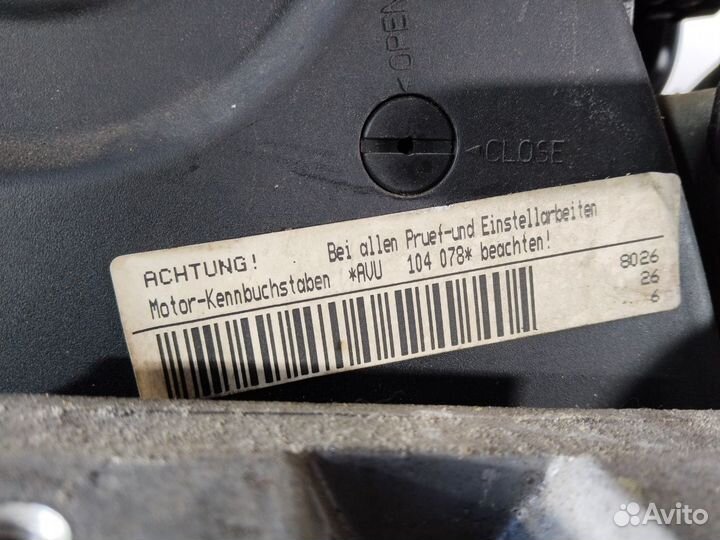 OPEN
CLOSE
ACHTUNG! Bei allen Pruef-und Einstellarbeiten
Motor-Kennbuchstaben *AVU 104 078* beachten!
8026
26
6
Avito